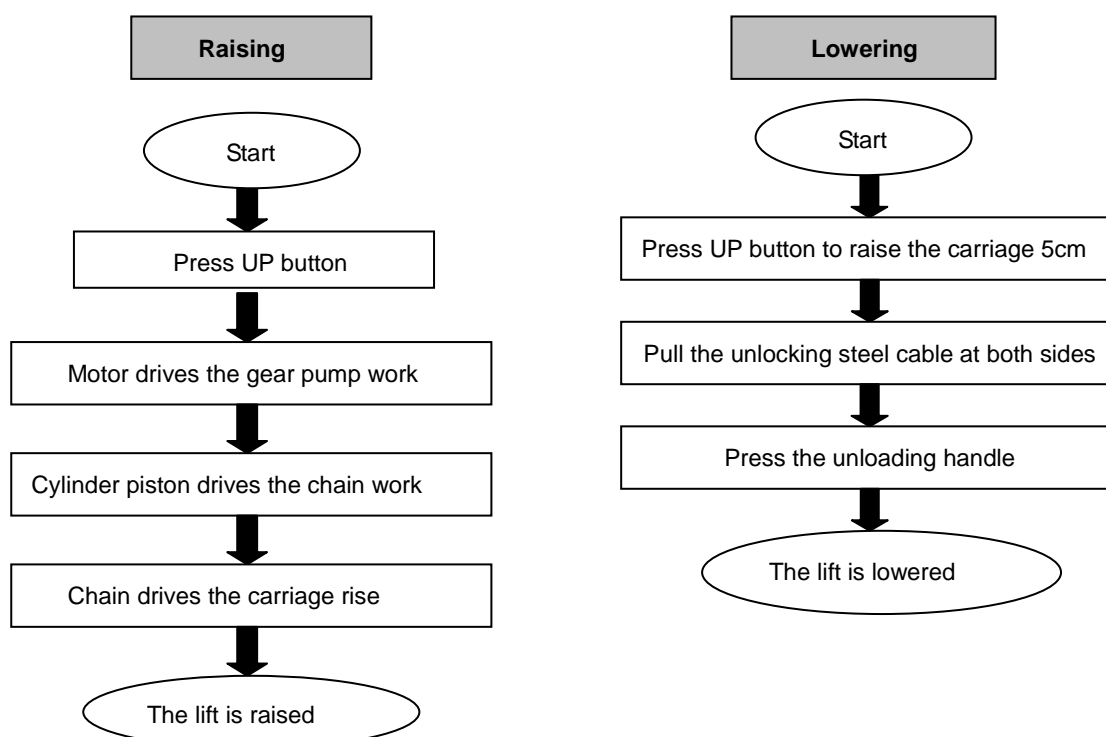 Raising
Start
Press UP button
Motor drives the gear pump work
Cylinder piston drives the chain work
Chain drives the carriage rise
The lift is raised
Lowering
Start
Press UP button to raise the carriage 5cm
Pull the unlocking steel cable at both sides
Press the unloading handle
The lift is lowered